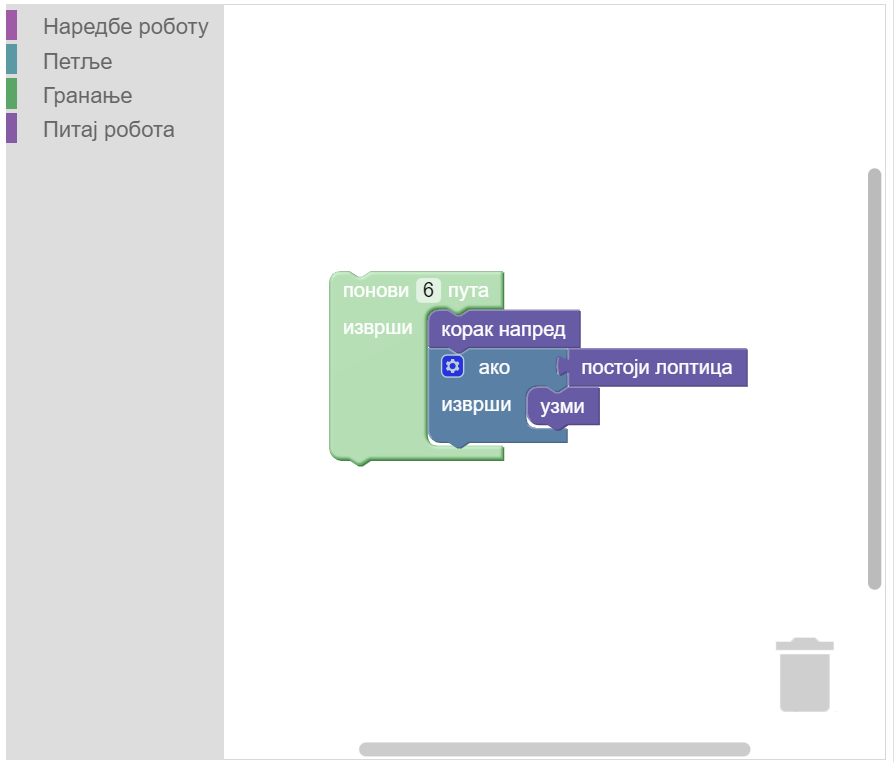 Наредбе роботу
Петље
Гранање
Питај робота
понови 6 пута
изврши корак напред
ако постоји лоптица
изврши узми